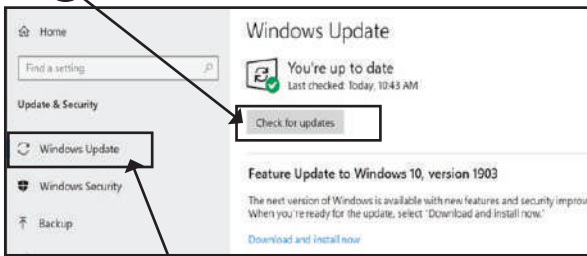 Home
Find a setting
Update & Security
Windows Update
Windows Security
Backup
Windows Update
You're up to date
Last checked: Today, 10:43 AM
Check for updates
Feature Update to Windows 10, version 1903
The next version of Windows is available with new features and security improv
When you're ready for the update, select "Download and install now."
Download and install now